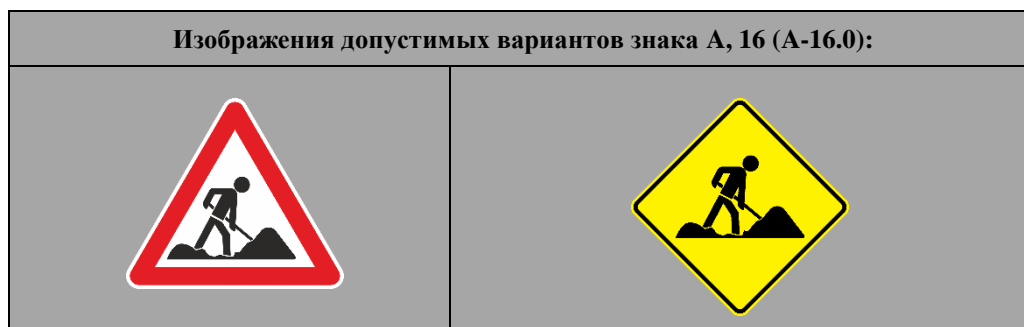 Изображения допустимых вариантов знака A, 16 (A-16.0):